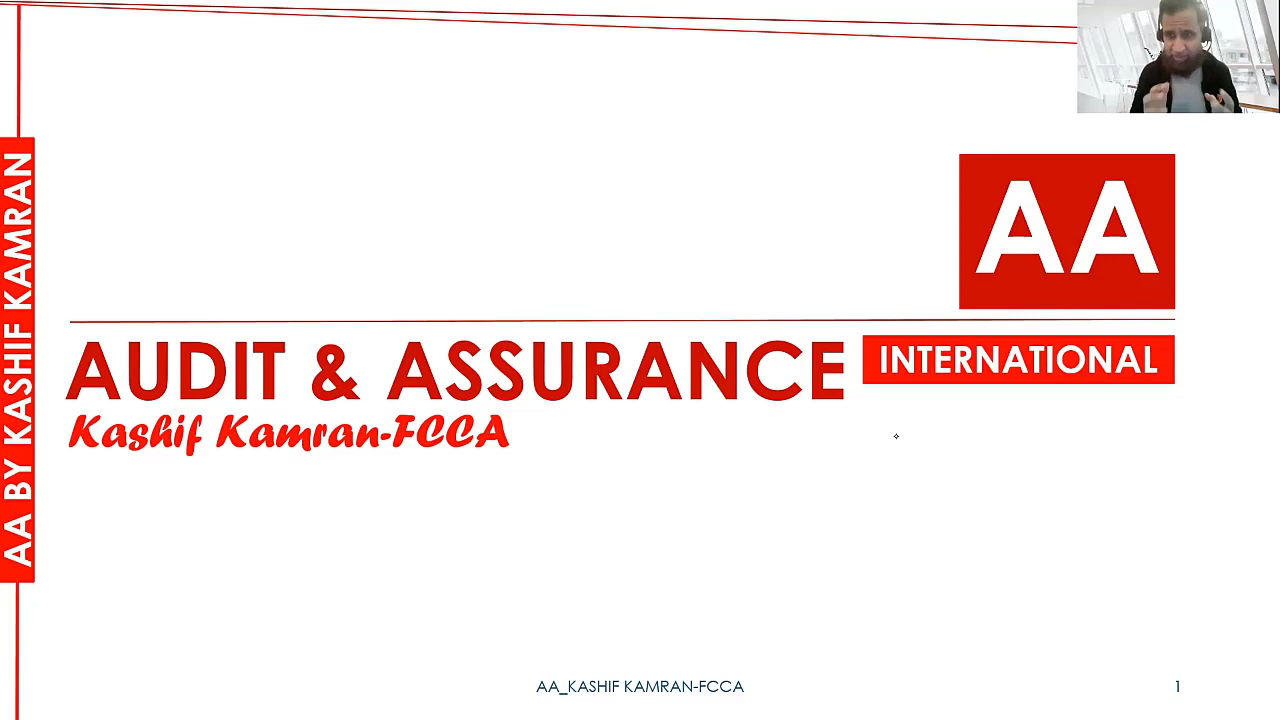 AA BY KASHIF KAMRAN
AA
AUDIT & ASSURANCE
INTERNATIONAL
Kashif Kamran-FCCA
AA_KASHIF KAMRAN-FCCA
1